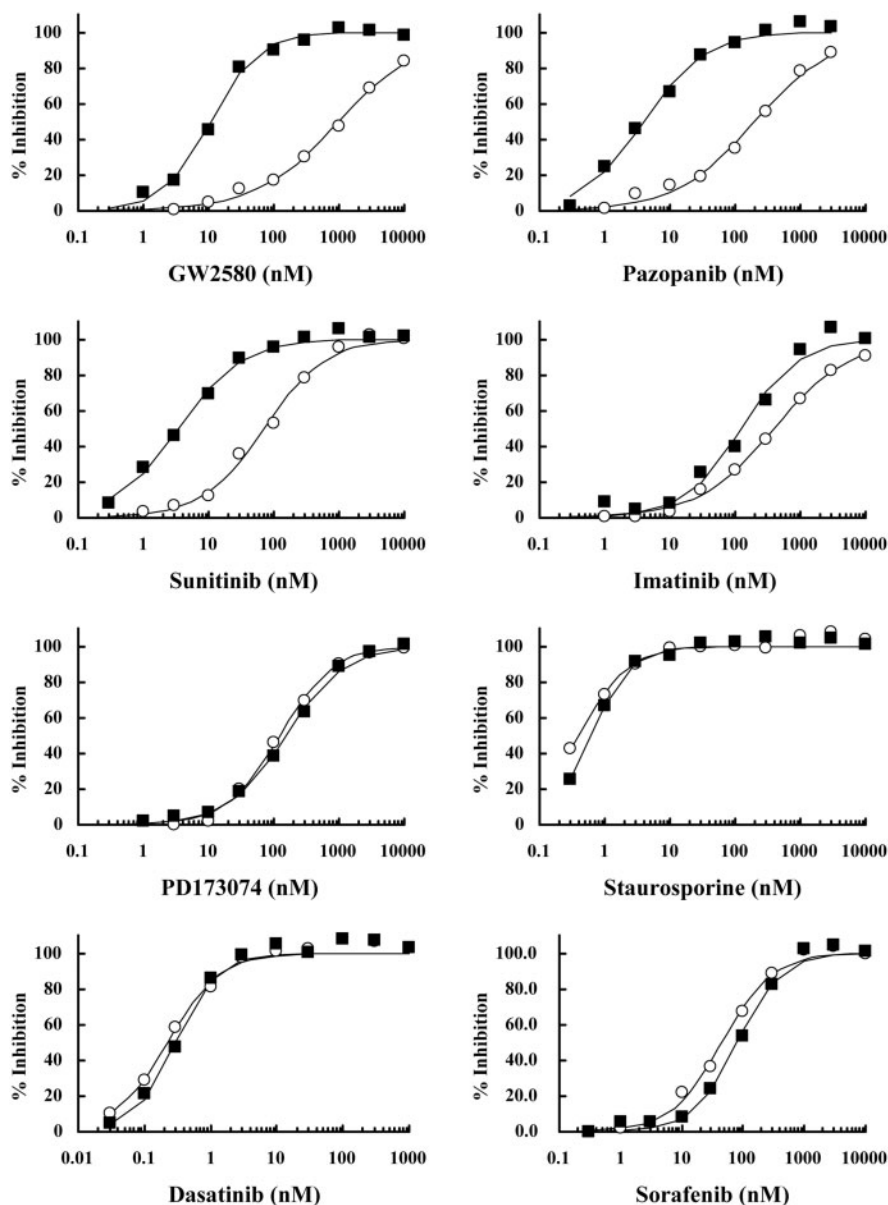 % Inhibition
100
80
60
40
20
0
0.1 1 10 100 1000 10000
GW2580 (nM)
% Inhibition
100
80
60
40
20
0
0.1 1 10 100 1000 10000
Pazopanib (nM)
% Inhibition
100
80
60
40
20
0
0.1 1 10 100 1000 10000
Sunitinib (nM)
% Inhibition
100
80
60
40
20
0
0.1 1 10 100 1000 10000
Imatinib (nM)
% Inhibition
100
80
60
40
20
0
0.1 1 10 100 1000 10000
PD173074 (nM)
% Inhibition
100
80
60
40
20
0
0.1 1 10 100 1000 10000
Staurosporine (nM)
% Inhibition
100
80
60
40
20
0
0.01 0.1 1 10 100 1000
Dasatinib (nM)
% Inhibition
100.0
80.0
60.0
40.0
20.0
0.0
0.1 1 10 100 1000 10000
Sorafenib (nM)